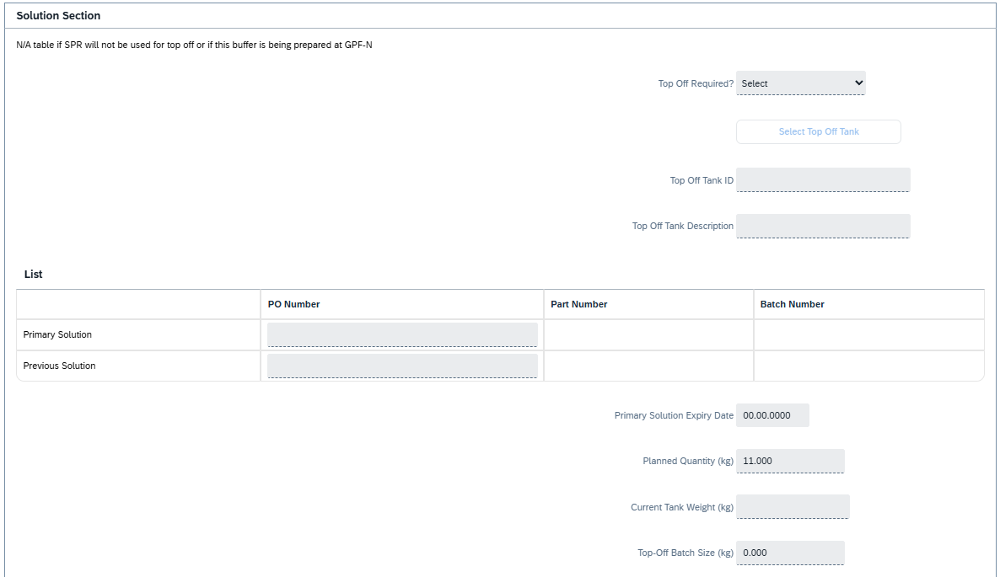 Solution Section
N/A table if SPR will not be used for top off or if this buffer is being prepared at GPF-N
Top Off Required? Select
Select Top Off Tank
Top Off Tank ID
Top Off Tank Description
List
PO Number Part Number Batch Number
Primary Solution
Previous Solution
Primary Solution Expiry Date 00.00.0000
Planned Quantity (kg) 11.000
Current Tank Weight (kg)
Top-Off Batch Size (kg) 0.000